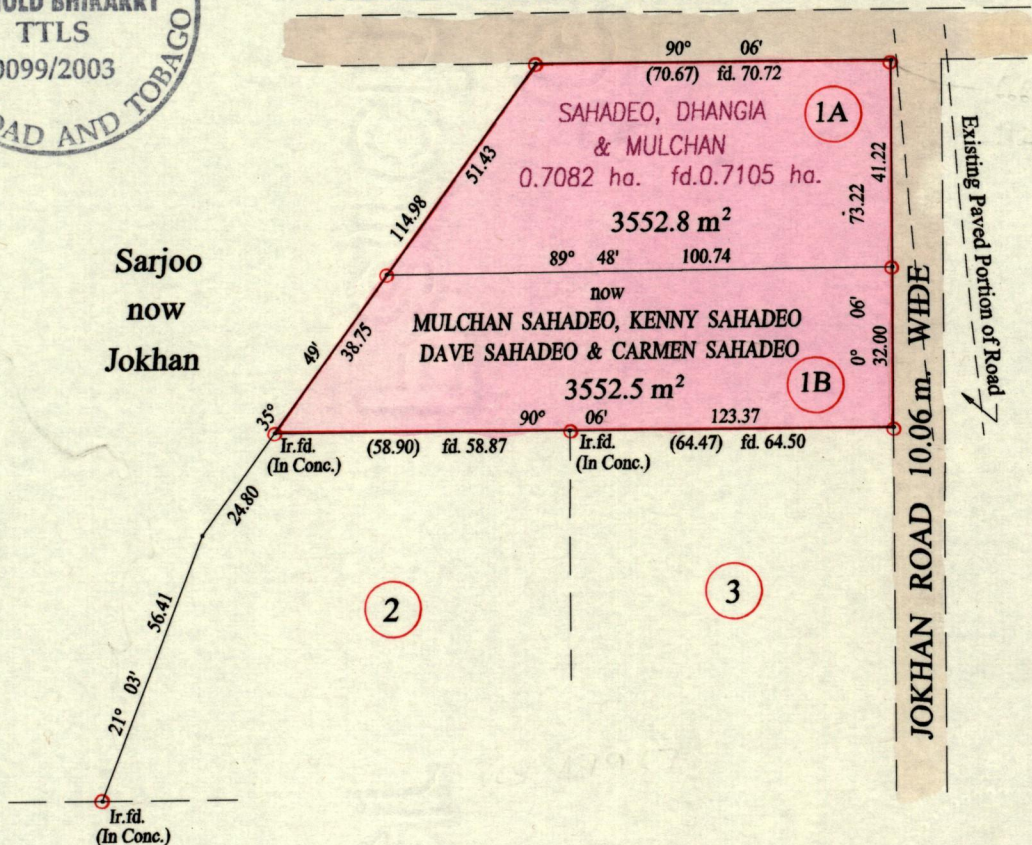 TTLS
0099/2003
AND TOBAGO
90° 06'
(70.67) fd. 70.72
SAHADEO, DHANGIA
& MULCHAN
0.7082 ha. fd.0.7105 ha.
3552.8 m²
1A
41.22
73.22
51.43
114.98
89° 48' 100.74
Sarjoo
now
Jokhan
now
MULCHAN SAHADEO, KENNY SAHADEO
DAVE SAHADEO & CARMEN SAHADEO
3552.5 m²
1B
0° 06'
32.00
38.75
35° 49'
90° 06' 123.37
Ir.fd.
(In Conc.)
(58.90) fd. 58.87
Ir.fd.
(In Conc.)
(64.47) fd. 64.50
Existing Paved Portion of Road
JOKHAN ROAD 10.06 m. WIDE
24.80
56.41
21° 03'
2
3
Ir.fd.
(In Conc.)